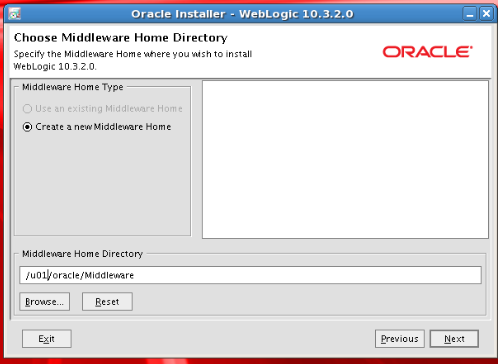 Oracle Installer - WebLogic 10.3.2.0
Choose Middleware Home Directory
Specify the Middleware Home where you wish to install
WebLogic 10.3.2.0.
ORACLE
Middleware Home Type
Use an existing Middleware Home
Create a new Middleware Home
Middleware Home Directory
/u01/oracle/Middleware
Browse...
Reset
Exit
Previous
Next